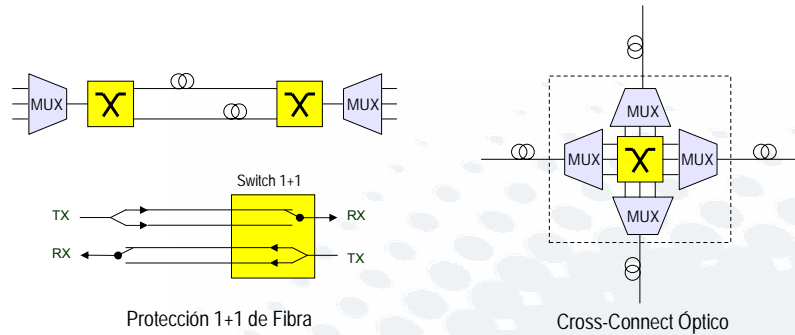 MUX
MUX
Switch 1+1
TX
RX
RX
TX
Protección 1+1 de Fibra
MUX
MUX
MUX
MUX
Cross-Connect Óptico